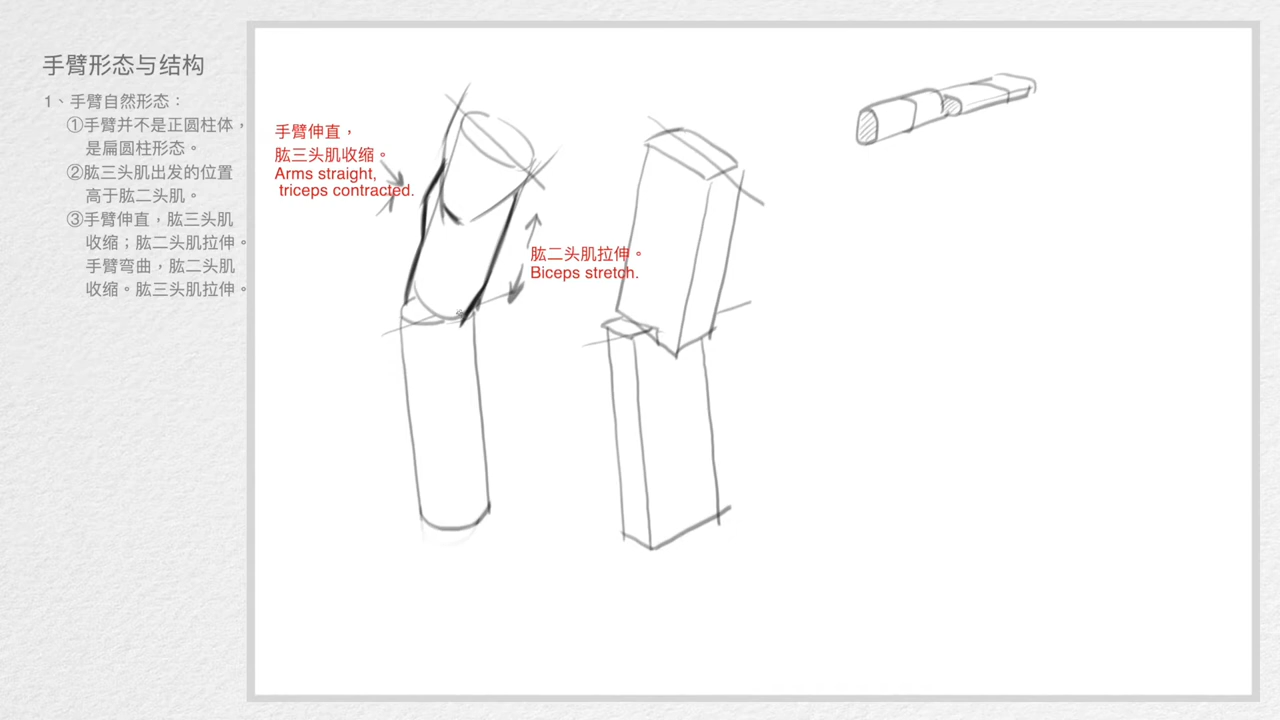 手臂形态与结构
1、手臂自然形态：
①手臂并不是正圆柱体，
是扁圆柱形态。
②肱三头肌出发的位置
高于肱二头肌。
③手臂伸直，肱三头肌
收缩；肱二头肌拉伸。
手臂弯曲，肱二头肌
收缩。肱三头肌拉伸。
手臂伸直，
肱三头肌收缩。
Arms straight,
triceps contracted.
肱二头肌拉伸。
Biceps stretch.